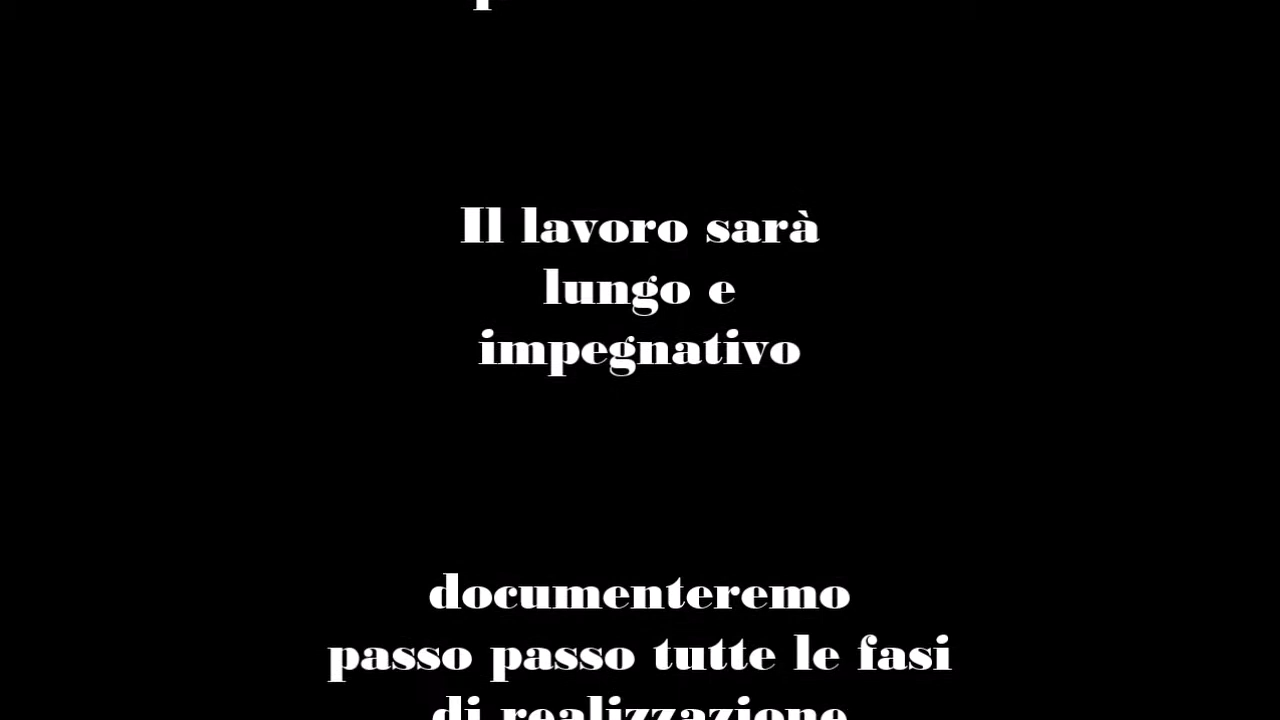 Il lavoro sarà
lungo e
impegnativo
documenteremo
passo passo tutte le fasi
di realizzazione